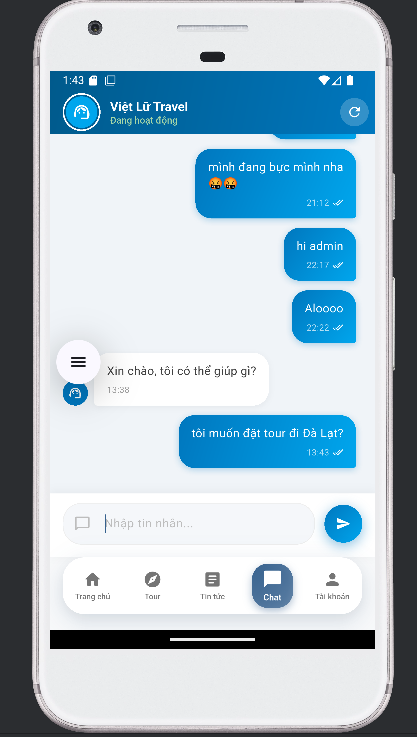 1:43
Việt Lữ Travel
Đang hoạt động
mình đang bực mình nha
🤬🤬
21:12
hi admin
22:17
Aloooo
22:22
Xin chào, tôi có thể giúp gì?
13:38
tôi muốn đặt tour đi Đà Lạt?
13:43
Nhập tin nhắn...
Trang chủ
Tour
Tin tức
Chat
Tài khoản